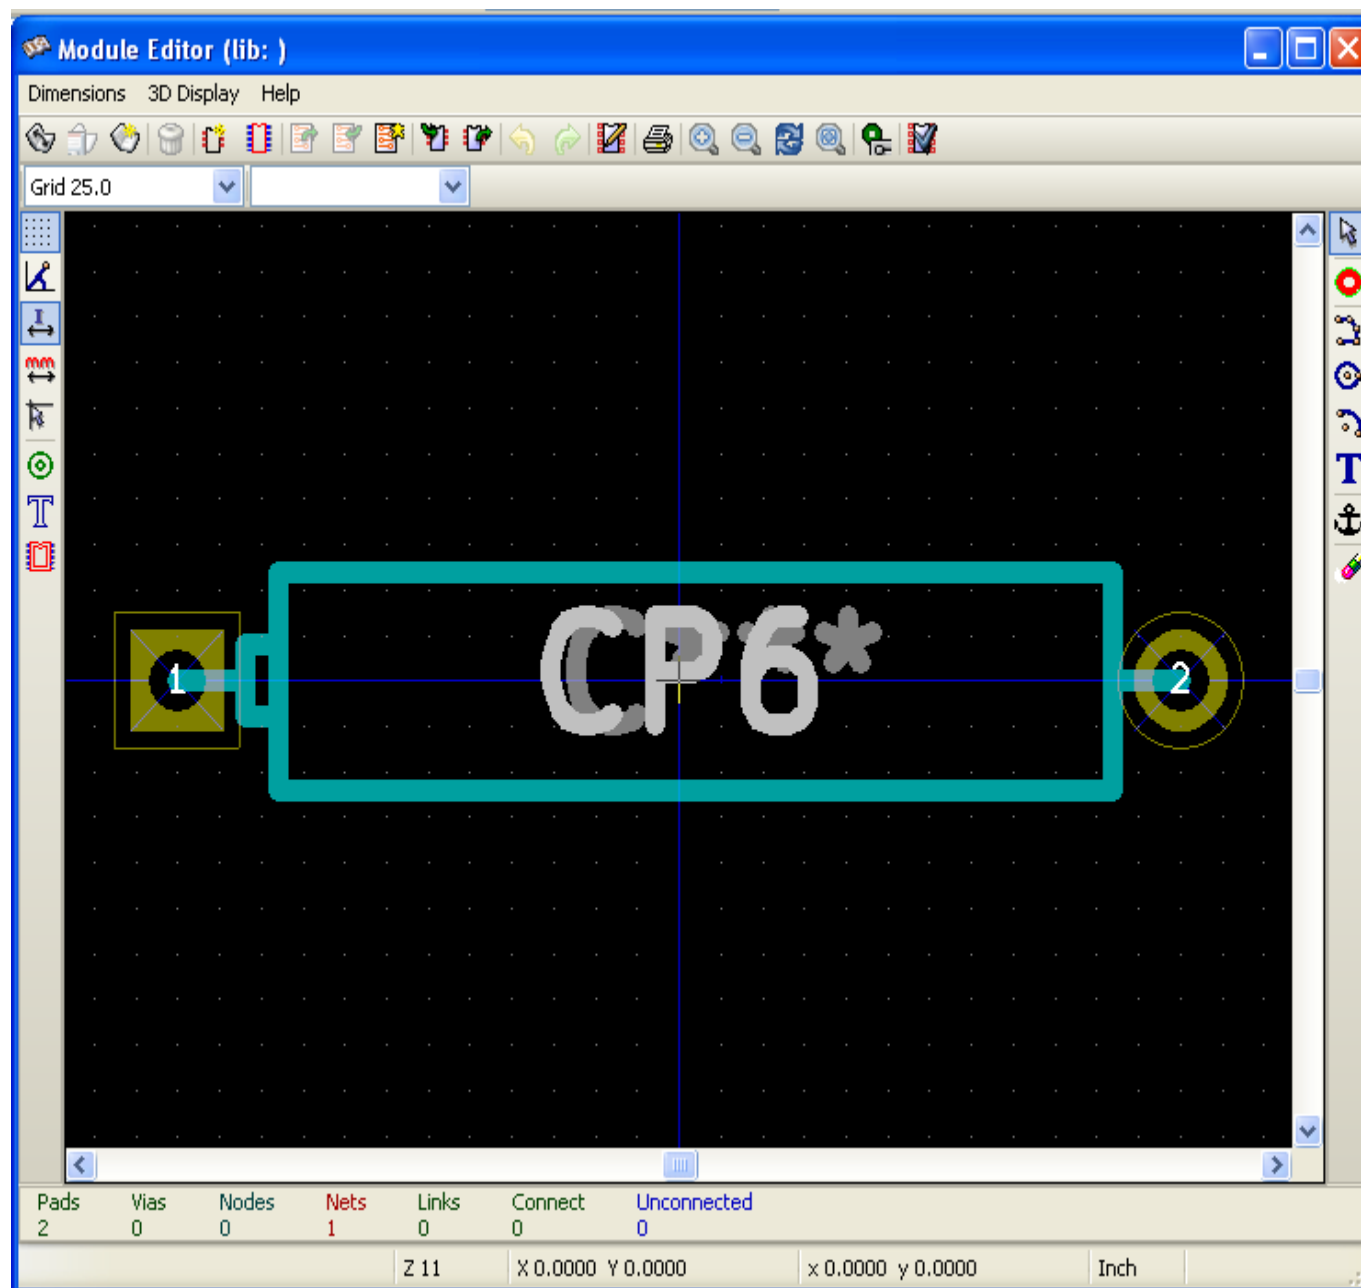 Module Editor (lib: )
Dimensions 3D Display Help
Grid 25.0
I
mm
T
T
CP6*
1
2
Pads Vias Nodes Nets Links Connect Unconnected
2 0 0 1 0 0 0
Z 11 X 0.0000 Y 0.0000 x 0.0000 y 0.0000 Inch